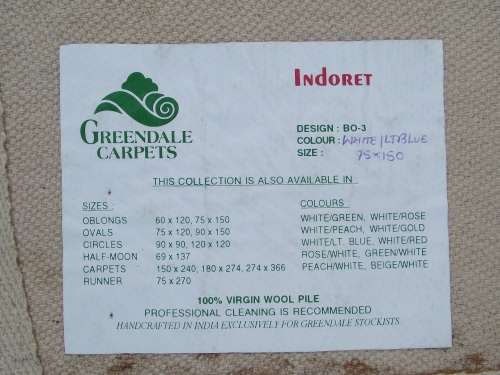 INDORET
GREENDALE
CARPETS
DESIGN : BO-3
COLOUR : WHITE/LT.BLUE
SIZE : 75x150
THIS COLLECTION IS ALSO AVAILABLE IN
SIZES :
OBLONGS 60 x 120, 75 x 150
OVALS 75 x 120, 90 x 150
CIRCLES 90 x 90, 120 x 120
HALF-MOON 69 x 137
CARPETS 150 x 240, 180 x 274, 274 x 366
RUNNER 75 x 270
COLOURS :
WHITE/GREEN, WHITE/ROSE
WHITE/PEACH, WHITE/GOLD
WHITE/LT. BLUE, WHITE/RED
ROSE/WHITE, GREEN/WHITE
PEACH/WHITE, BEIGE/WHITE
100% VIRGIN WOOL PILE
PROFESSIONAL CLEANING IS RECOMMENDED
HANDCRAFTED IN INDIA EXCLUSIVELY FOR GREENDALE STOCKISTS